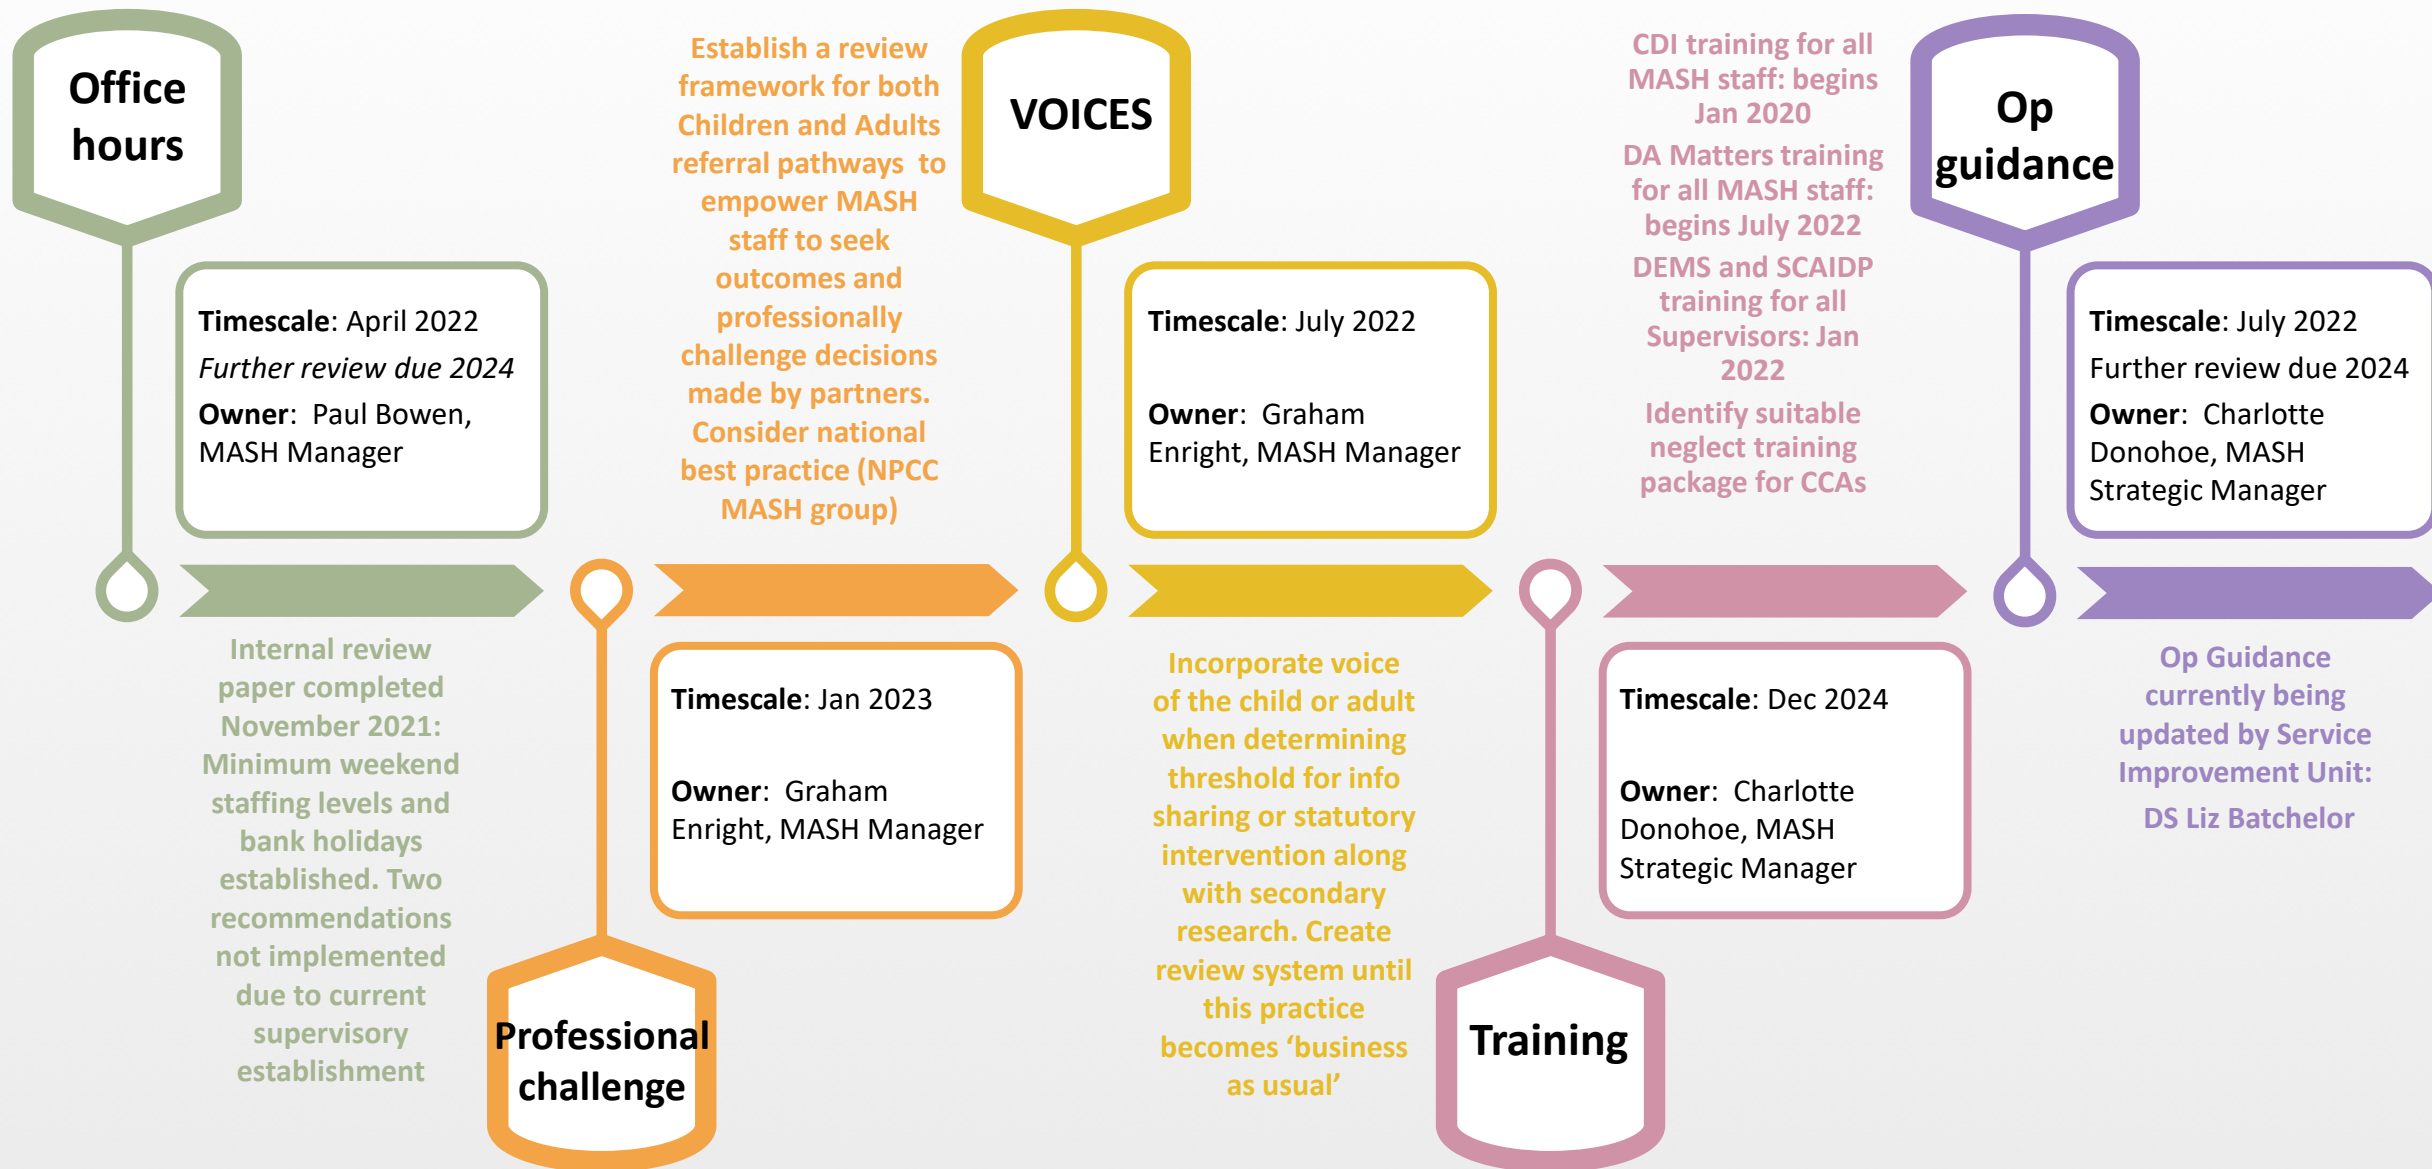 Office
hours
Timescale: April 2022
Further review due 2024
Owner:  Paul Bowen,
MASH Manager
Internal review
paper completed
November 2021:
Minimum weekend
staffing levels and
bank holidays
established. Two
recommendations
not implemented
due to current
supervisory
establishment
Establish a review
framework for both
Children and Adults
referral pathways  to
empower MASH
staff to seek
outcomes and
professionally
challenge decisions
made by partners.
Consider national
best practice (NPCC
MASH group)
Timescale: Jan 2023
Owner:  Graham
Enright, MASH Manager
Professional
challenge
VOICES
Timescale: July 2022
Owner:  Graham
Enright, MASH Manager
Incorporate voice
of the child or adult
when determining
threshold for info
sharing or statutory
intervention along
with secondary
research. Create
review system until
this practice
becomes ‘business
as usual’
CDI training for all
MASH staff: begins
Jan 2020
DA Matters training
for all MASH staff:
begins July 2022
DEMS and SCAIDP
training for all
Supervisors: Jan
2022
Identify suitable
neglect training
package for CCAs
Timescale: Dec 2024
Owner:  Charlotte
Donohoe, MASH
Strategic Manager
Training
Op
guidance
Timescale: July 2022
Further review due 2024
Owner:  Charlotte
Donohoe, MASH
Strategic Manager
Op Guidance
currently being
updated by Service
Improvement Unit:
DS Liz Batchelor